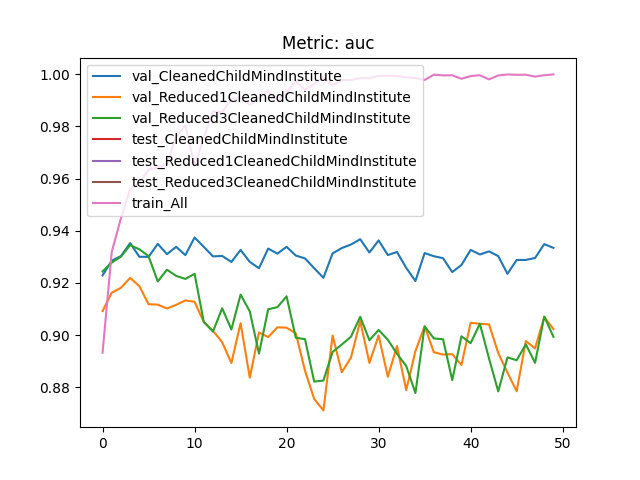 Metric: auc
1.00
0.98
0.96
0.94
0.92
0.90
0.88
val_CleanedChildMindInstitute
val_Reduced1CleanedChildMindInstitute
val_Reduced3CleanedChildMindInstitute
test_CleanedChildMindInstitute
test_Reduced1CleanedChildMindInstitute
test_Reduced3CleanedChildMindInstitute
train_All
0 10 20 30 40 50